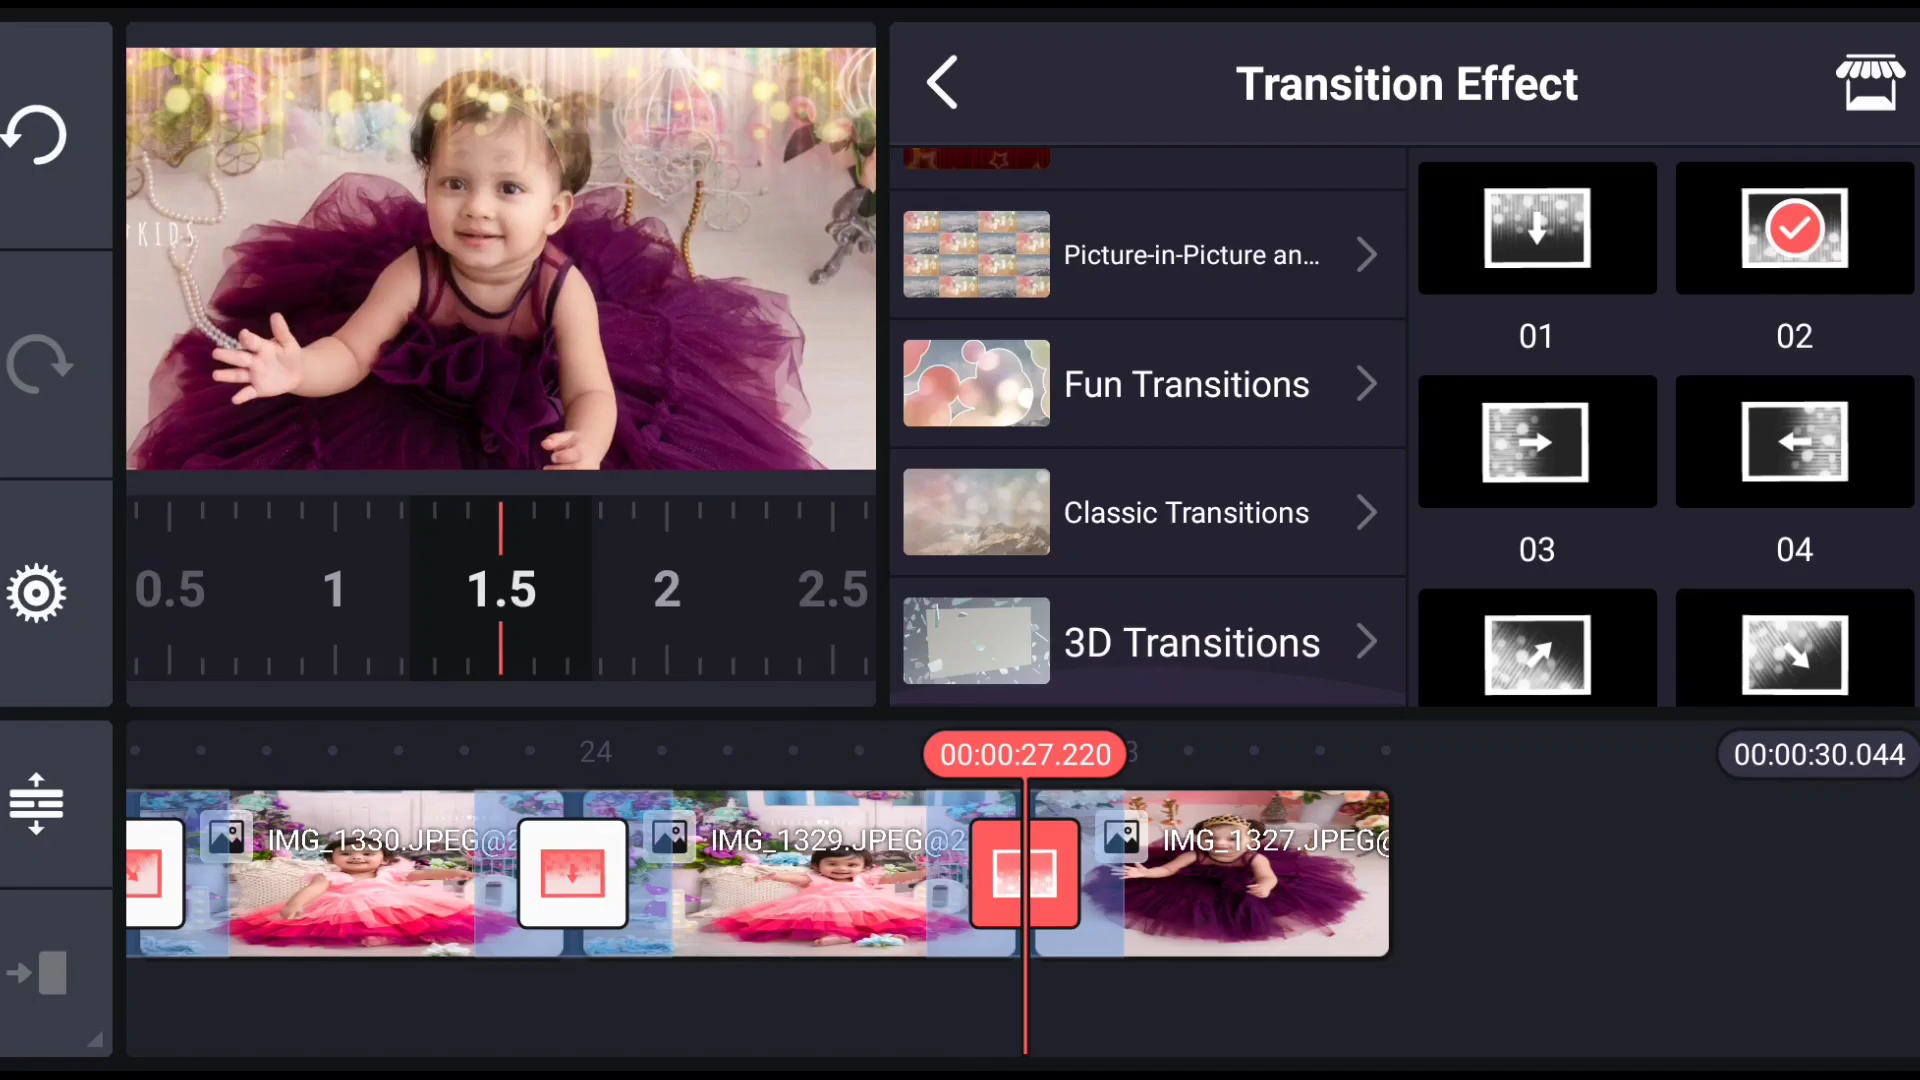 Transition Effect
KIDS
Picture-in-Picture an...
Fun Transitions
Classic Transitions
3D Transitions
01
02
03
04
0.5
1
1.5
2
2.5
24
00:00:27.220
00:00:30.044
IMG_1330.JPEG@2
IMG_1329.JPEG@2
IMG_1327.JPEG@